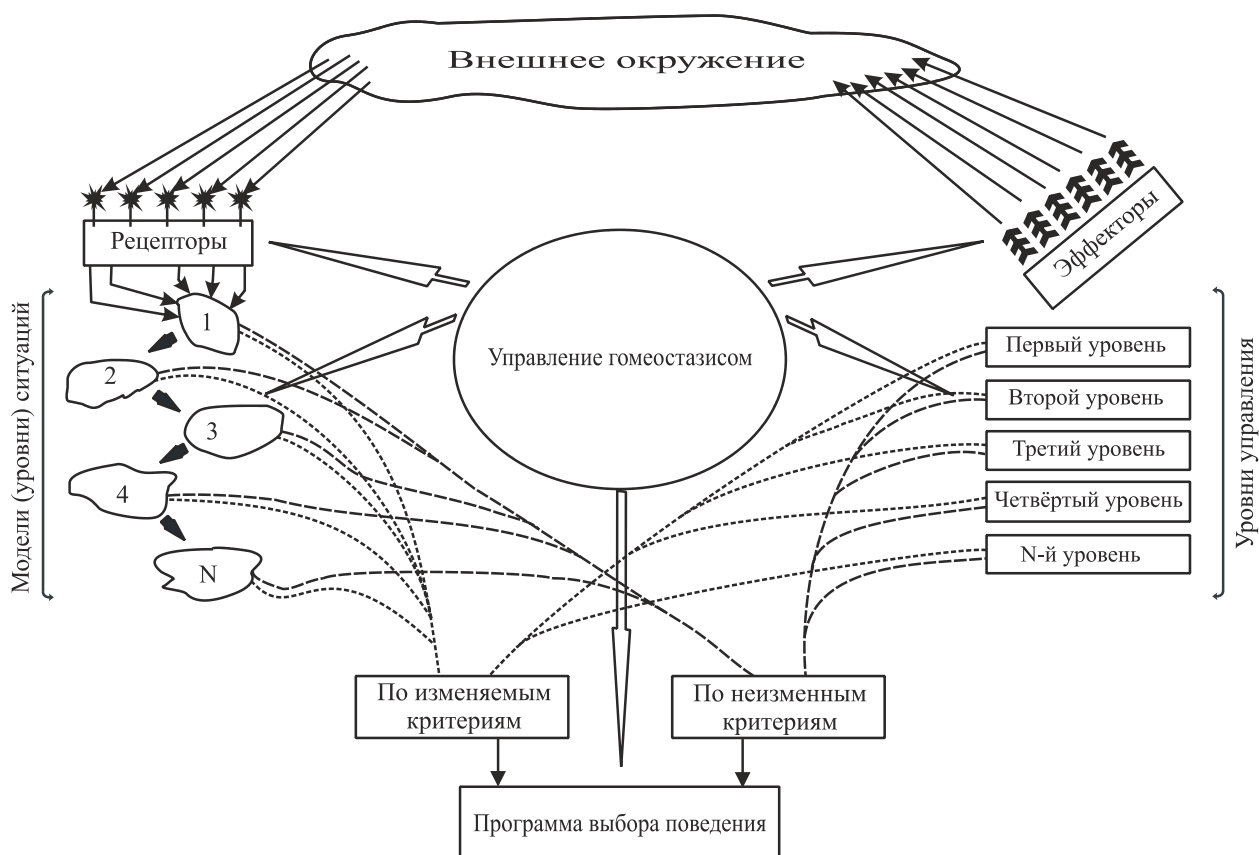 Внешнее окружение
Рецепторы
Эффекторы
Модели (уровни) ситуаций
1
2
3
4
N
Управление гомеостазисом
Первый уровень
Второй уровень
Третий уровень
Четвёртый уровень
N-й уровень
Уровни управления
По изменяемым
критериям
По неизменным
критериям
Программа выбора поведения